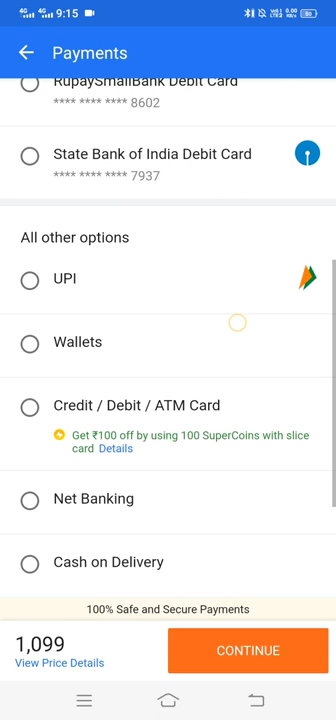 4G 4G 9:15
Payments
RupaySmallBank Debit Card
**** **** **** 8602
State Bank of India Debit Card
**** **** **** 7937
All other options
UPI
Wallets
Credit / Debit / ATM Card
Get ₹100 off by using 100 SuperCoins with slice
card Details
Net Banking
Cash on Delivery
100% Safe and Secure Payments
1,099
View Price Details
CONTINUE